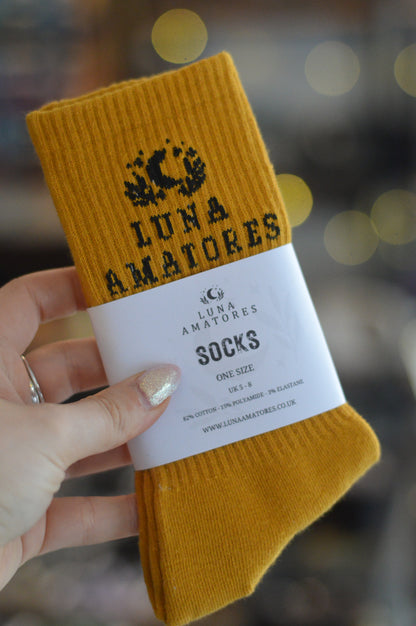 LUNA
AMATORES
LUNA
AMATORES
SOCKS
ONE SIZE
UK 5 - 8
82% COTTON - 15% POLYAMIDE - 3% ELASTANE
WWW.LUNAAMATORES.CO.UK